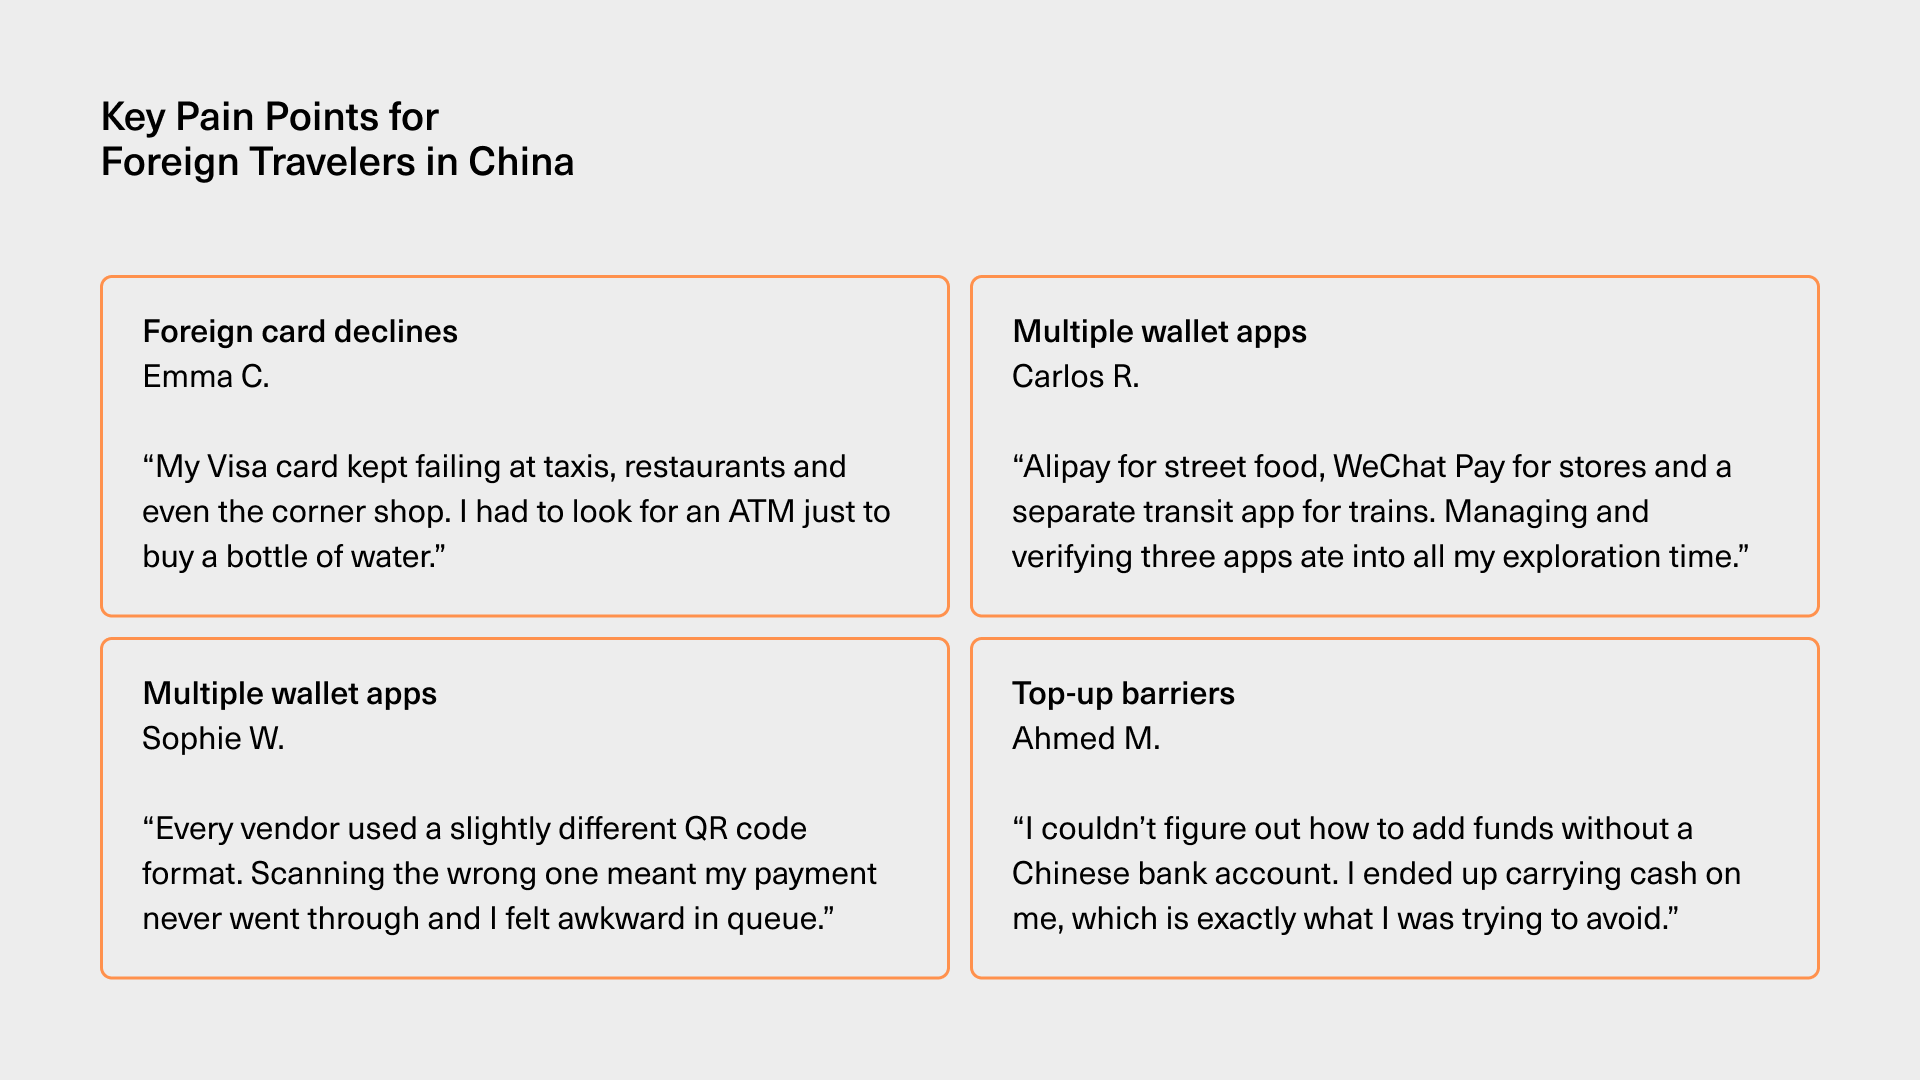 Key Pain Points for
Foreign Travelers in China
Foreign card declines
Emma C.
“My Visa card kept failing at taxis, restaurants and
even the corner shop. I had to look for an ATM just to
buy a bottle of water.”
Multiple wallet apps
Carlos R.
“Alipay for street food, WeChat Pay for stores and a
separate transit app for trains. Managing and
verifying three apps ate into all my exploration time.”
Multiple wallet apps
Sophie W.
“Every vendor used a slightly different QR code
format. Scanning the wrong one meant my payment
never went through and I felt awkward in queue.”
Top-up barriers
Ahmed M.
“I couldn’t figure out how to add funds without a
Chinese bank account. I ended up carrying cash on
me, which is exactly what I was trying to avoid.”